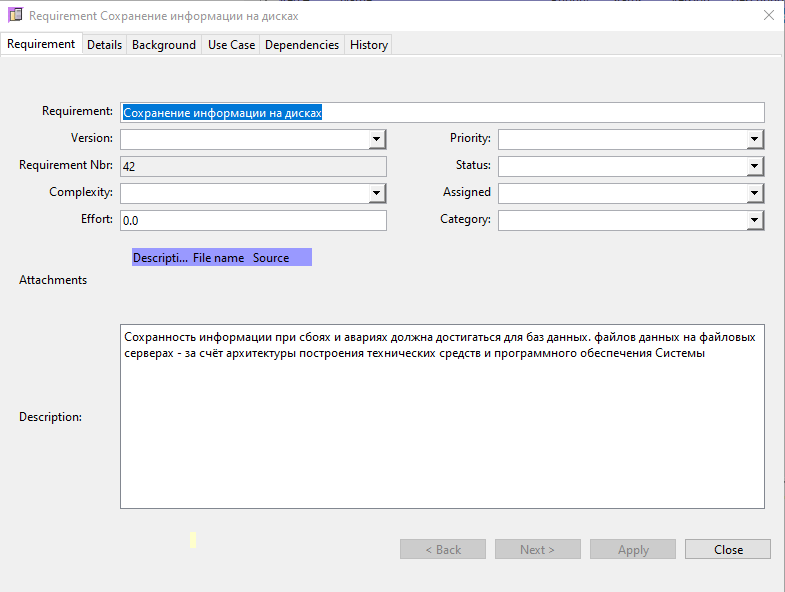 Requirement Сохранение информации на дисках
Requirement Details Background Use Case Dependencies History
Requirement: Сохранение информации на дисках
Version: Priority:
Requirement Nbr: 42 Status:
Complexity: Assigned
Effort: 0.0 Category:
Descripti... File name Source
Attachments
Сохранность информации при сбоях и авариях должна достигаться для баз данных. файлов данных на файловых
серверах - за счёт архитектуры построения технических средств и программного обеспечения Системы
Description:
< Back Next > Apply Close